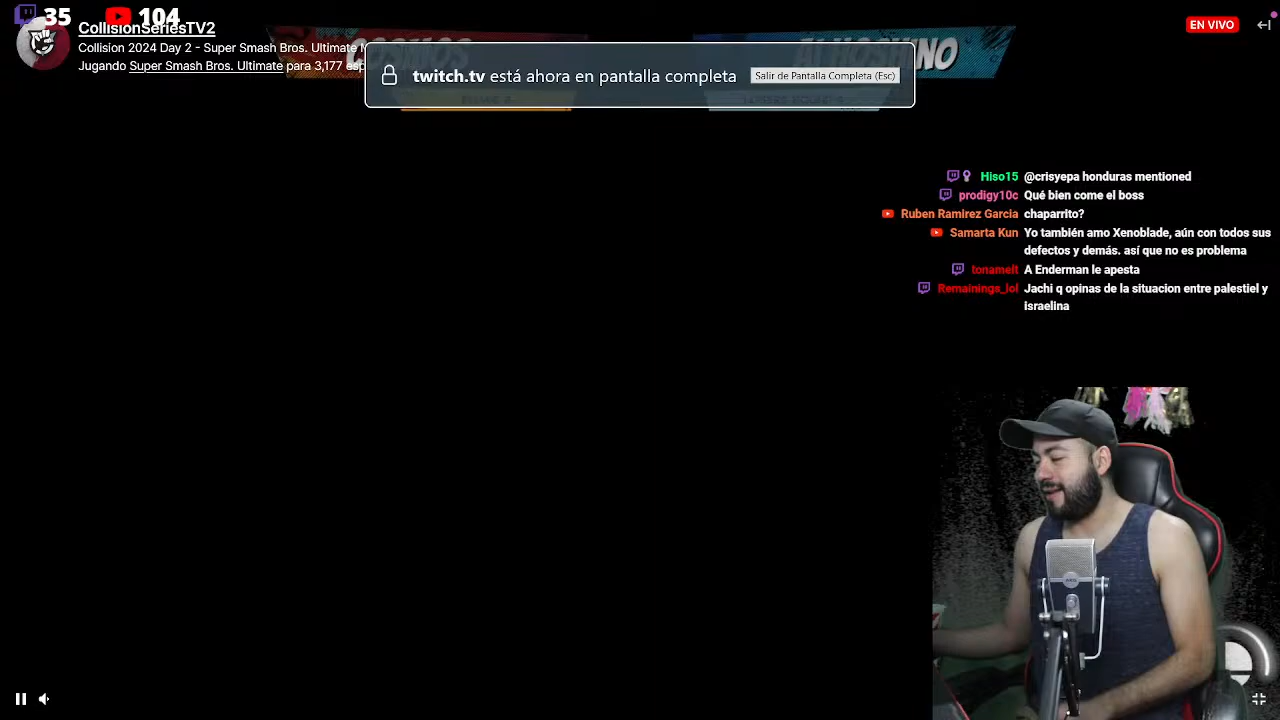 35 104
CollisionSeriesTV2
EN VIVO
Collision 2024 Day 2 - Super Smash Bros. Ultimate
Jugando Super Smash Bros. Ultimate para 3,177 esp
COSMOS
twitch.tv está ahora en pantalla completa
Salir de Pantalla Completa (Esc)
Hiso15 @crisyepa honduras mentioned
prodigy10c Qué bien come el boss
Ruben Ramirez Garcia chaparrito?
Samarta Kun Yo también amo Xenoblade, aún con todos sus
defectos y demás. así que no es problema
tonamelt A Enderman le apesta
Remainings_lol Jachi q opinas de la situacion entre palestiel y
israelina